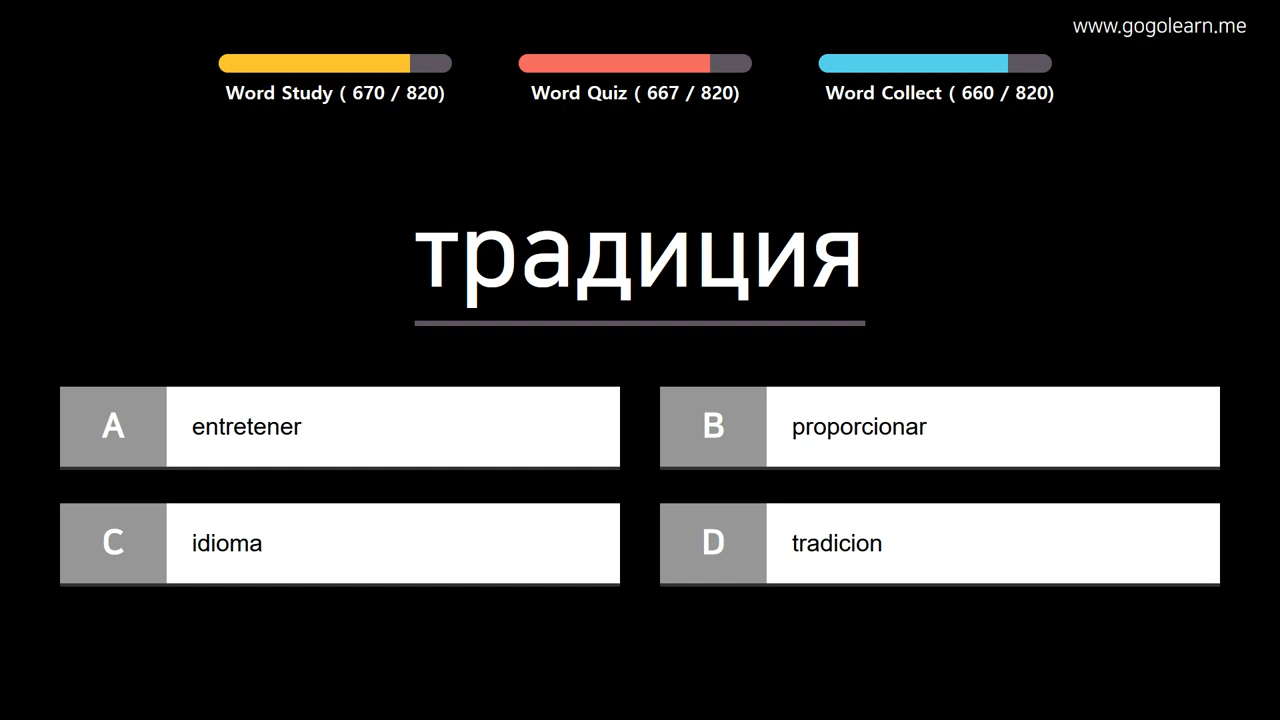 www.gogolearn.me
Word Study ( 670 / 820)
Word Quiz ( 667 / 820)
Word Collect ( 660 / 820)
традиция
A
entretener
B
proporcionar
C
idioma
D
tradicion